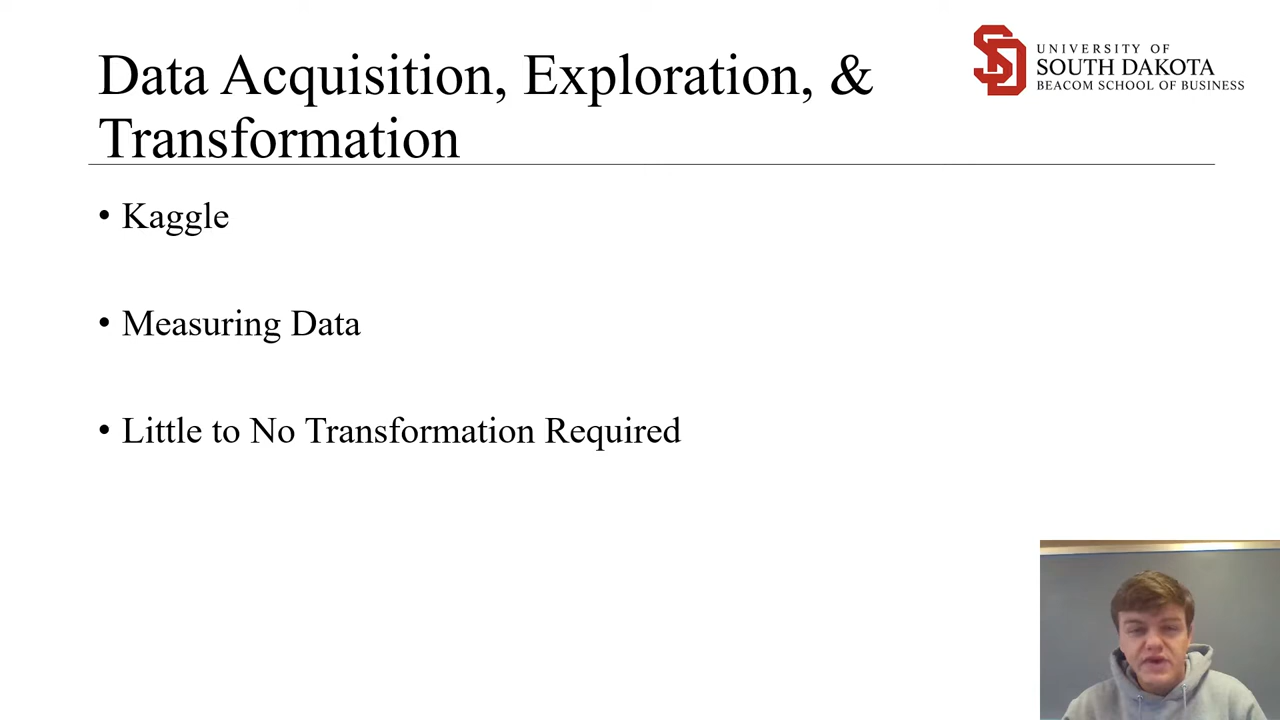 Data Acquisition, Exploration, &
Transformation
UNIVERSITY OF
SOUTH DAKOTA
BEACOM SCHOOL OF BUSINESS
• Kaggle
• Measuring Data
• Little to No Transformation Required